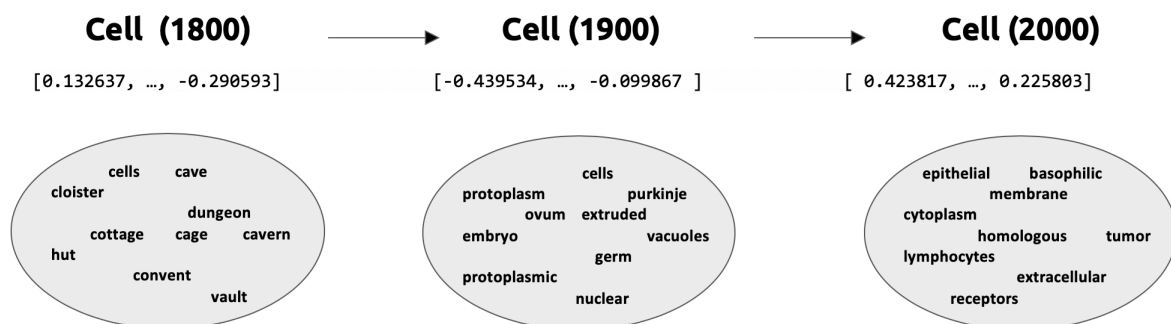 Cell (1800)
Cell (1900)
Cell (2000)
[0.132637, …, -0.290593]
[-0.439534, …, -0.099867 ]
[ 0.423817, …, 0.225803]
cells cave
cloister
dungeon
cottage cage cavern
hut
convent
vault
cells
protoplasm purkinje
ovum extruded
embryo vacuoles
germ
protoplasmic
nuclear
epithelial basophilic
membrane
cytoplasm
homologous tumor
lymphocytes
extracellular
receptors